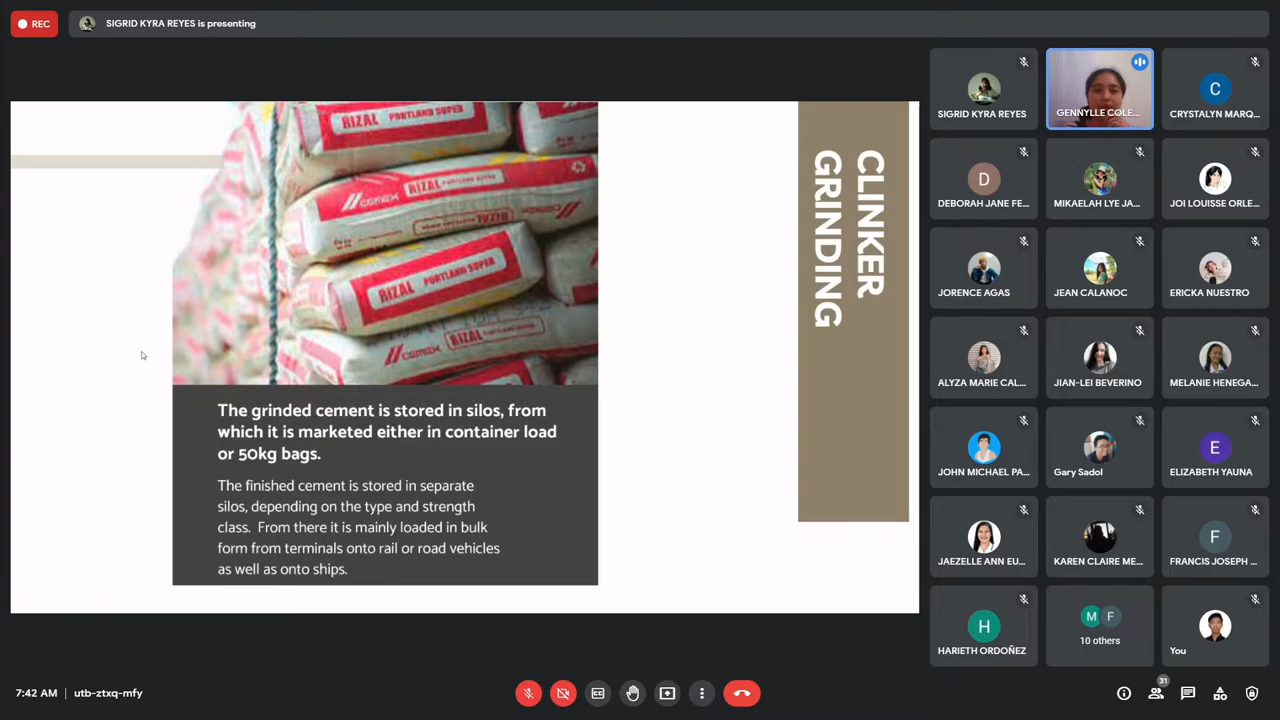 REC
SIGRID KYRA REYES is presenting
RIZAL PORTLAND SUPER
RIZAL
CEMEX
RIZAL PORTLAND SUPER
CEMEX RIZAL
CLINKER
GRINDING
The grinded cement is stored in silos, from
which it is marketed either in container load
or 50kg bags.
The finished cement is stored in separate
silos, depending on the type and strength
class. From there it is mainly loaded in bulk
form from terminals onto rail or road vehicles
as well as onto ships.
SIGRID KYRA REYES
GENNYLLE COLE...
C
CRYSTALYN MARQ...
D
DEBORAH JANE FE...
MIKAELAH LYE JA...
JOI LOUISSE ORLE...
JORENCE AGAS
JEAN CALANOC
ERICKA NUESTRO
ALYZA MARIE CAL...
JIAN-LEI BEVERINO
MELANIE HENEGA...
JOHN MICHAEL PA...
Gary Sadol
E
ELIZABETH YAUNA
JAEZELLE ANN EU...
KAREN CLAIRE ME...
F
FRANCIS JOSEPH ...
H
HARIETH ORDOÑEZ
M F
10 others
You
7:42 AM | utb-ztxq-mfy
CC
31